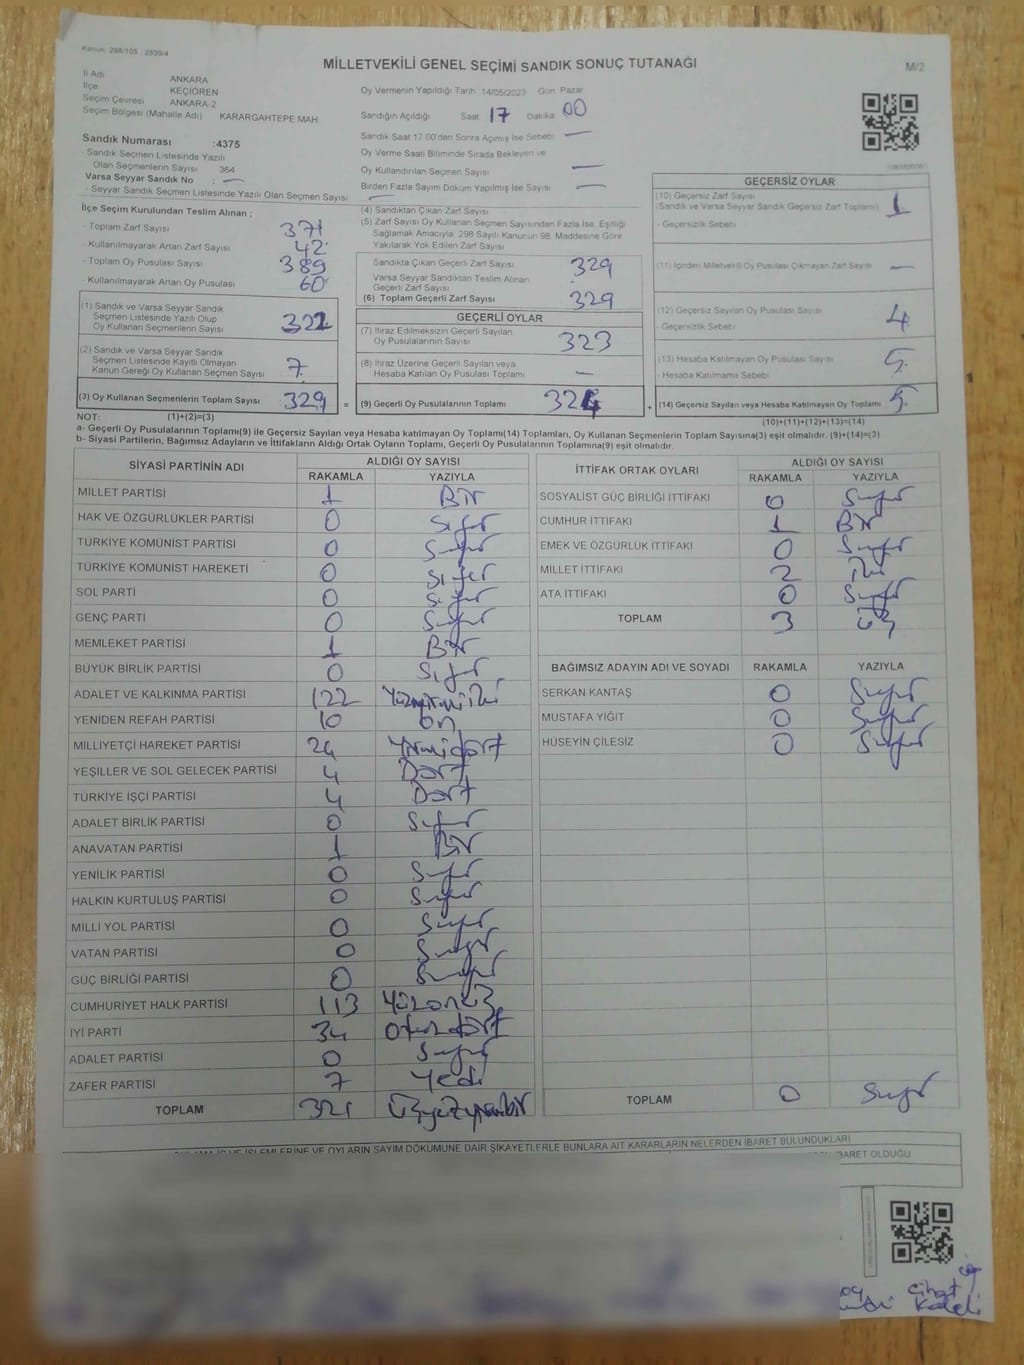 Kanun: 298/105 2839/4
MİLLETVEKİLİ GENEL SEÇİMİ SANDIK SONUÇ TUTANAĞI
M/2
İl Adı ANKARA
İlçe KEÇİÖREN
Seçim Çevresi ANKARA-2
Seçim Bölgesi (Mahalle Adı) KARARGAHTEPE MAH
Oy Vermenin Yapıldığı Tarih 14/05/2023 Gün: Pazar
Sandığın Açıldığı Saat 17 Dakika 00
Sandık Saat 17:00'den Sonra Açılmış İse Sebebi —
Oy Verme Saati Bitiminde Sırada Bekleyen ve
Oy Kullandırılan Seçmen Sayısı —
Birden Fazla Sayım Döküm Yapılmış İse Sayısı —
Sandık Numarası :4375
- Sandık Seçmen Listesinde Yazılı
Olan Seçmenlerin Sayısı 364
Varsa Seyyar Sandık No : —
- Seyyar Sandık Seçmen Listesinde Yazılı Olan Seçmen Sayısı —
İlçe Seçim Kurulundan Teslim Alınan ;
- Toplam Zarf Sayısı 371
- Kullanılmayarak Artan Zarf Sayısı 42
- Toplam Oy Pusulası Sayısı 389
- Kullanılmayarak Artan Oy Pusulası 60
(1) Sandık ve Varsa Seyyar Sandık
Seçmen Listesinde Yazılı Olup
Oy Kullanan Seçmenlerin Sayısı 322
(2) Sandık ve Varsa Seyyar Sandık
Seçmen Listesinde Kayıtlı Olmayan
Kanun Gereği Oy Kullanan Seçmen Sayısı 7
(3) Oy Kullanan Seçmenlerin Toplam Sayısı 329 =
(4) Sandıktan Çıkan Zarf Sayısı
(5) Zarf Sayısı Oy Kullanan Seçmen Sayısından Fazla İse, Eşitliği
Sağlamak Amacıyla, 298 Sayılı Kanunun 98. Maddesine Göre
Yakılarak Yok Edilen Zarf Sayısı
Sandıkta Çıkan Geçerli Zarf Sayısı 329
Varsa Seyyar Sandıktan Teslim Alınan
Geçerli Zarf Sayısı
(6) Toplam Geçerli Zarf Sayısı 329
GEÇERLİ OYLAR
(7) İtiraz Edilmeksizin Geçerli Sayılan
Oy Pusulalarının Sayısı 323
(8) İtiraz Üzerine Geçerli Sayılan veya
Hesaba Katılan Oy Pusulası Toplamı —
(9) Geçerli Oy Pusulalarının Toplamı 324 +
GEÇERSİZ OYLAR
(10) Geçersiz Zarf Sayısı
(Sandık ve Varsa Seyyar Sandık Geçersiz Zarf Toplamı) 1
- Geçersizlik Sebebi
(11) İçinden Milletvekili Oy Pusulası Çıkmayan Zarf Sayısı —
(12) Geçersiz Sayılan Oy Pusulası Sayısı 4
- Geçersizlik Sebebi
(13) Hesaba Katılmayan Oy Pusulası Sayısı 5
- Hesaba Katılmama Sebebi
(14) Geçersiz Sayılan veya Hesaba Katılmayan Oy Toplamı 5
NOT: (1)+(2)=(3) (10)+(11)+(12)+(13)=(14)
a- Geçerli Oy Pusulalarının Toplamı(9) ile Geçersiz Sayılan veya Hesaba katılmayan Oy Toplamı(14) Toplamları, Oy Kullanan Seçmenlerin Toplam Sayısına(3) eşit olmalıdır. (9)+(14)=(3)
b- Siyasi Partilerin, Bağımsız Adayların ve İttifakların Aldığı Ortak Oyların Toplamı, Geçerli Oy Pusulalarının Toplamına(9) eşit olmalıdır.
SİYASİ PARTİNİN ADI ALDIĞI OY SAYISI
RAKAMLA YAZIYLA
MİLLET PARTİSİ 1 Bir
HAK VE ÖZGÜRLÜKLER PARTİSİ 0 Sıfır
TÜRKİYE KOMÜNİST PARTİSİ 0 Sıfır
TÜRKİYE KOMÜNİST HAREKETİ 0 Sıfır
SOL PARTİ 0 Sıfır
GENÇ PARTİ 0 Sıfır
MEMLEKET PARTİSİ 1 Bir
BÜYÜK BİRLİK PARTİSİ 0 Sıfır
ADALET VE KALKINMA PARTİSİ 122 Yüzyirmiiki
YENİDEN REFAH PARTİSİ 10 On
MİLLİYETÇİ HAREKET PARTİSİ 24 Yirmidört
YEŞİLLER VE SOL GELECEK PARTİSİ 4 Dört
TÜRKİYE İŞÇİ PARTİSİ 4 Dört
ADALET BİRLİK PARTİSİ 0 Sıfır
ANAVATAN PARTİSİ 1 Bir
YENİLİK PARTİSİ 0 Sıfır
HALKIN KURTULUŞ PARTİSİ 0 Sıfır
MİLLİ YOL PARTİSİ 0 Sıfır
VATAN PARTİSİ 0 Sıfır
GÜÇ BİRLİĞİ PARTİSİ 0 Sıfır
CUMHURİYET HALK PARTİSİ 113 Yüzonüç
İYİ PARTİ 34 Otuzdört
ADALET PARTİSİ 0 Sıfır
ZAFER PARTİSİ 7 Yedi
TOPLAM 321 Üçyüzyirmibir
İTTİFAK ORTAK OYLARI ALDIĞI OY SAYISI
RAKAMLA YAZIYLA
SOSYALİST GÜÇ BİRLİĞİ İTTİFAKI 0 Sıfır
CUMHUR İTTİFAKI 1 Bir
EMEK VE ÖZGÜRLÜK İTTİFAKI 0 Sıfır
MİLLET İTTİFAKI 2 İki
ATA İTTİFAKI 0 Sıfır
TOPLAM 3 Üç
BAĞIMSIZ ADAYIN ADI VE SOYADI RAKAMLA YAZIYLA
SERKAN KANTAŞ 0 Sıfır
MUSTAFA YİĞİT 0 Sıfır
HÜSEYİN ÇİLESİZ 0 Sıfır
TOPLAM 0 Sıfır
VE OYLARIN SAYIM DÖKÜMÜNE DAİR ŞİKAYETLERLE BUNLARA AİT KARARLARIN NELERDEN İBARET BULUNDUKLARI
İBARET OLDUĞU
Cihat